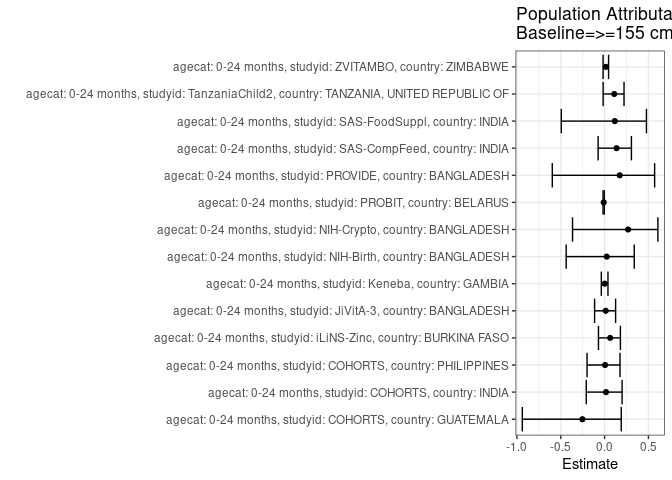 Population Attributa
Baseline=>=155 cm
agecat: 0-24 months, studyid: ZVITAMBO, country: ZIMBABWE
agecat: 0-24 months, studyid: TanzaniaChild2, country: TANZANIA, UNITED REPUBLIC OF
agecat: 0-24 months, studyid: SAS-FoodSuppl, country: INDIA
agecat: 0-24 months, studyid: SAS-CompFeed, country: INDIA
agecat: 0-24 months, studyid: PROVIDE, country: BANGLADESH
agecat: 0-24 months, studyid: PROBIT, country: BELARUS
agecat: 0-24 months, studyid: NIH-Crypto, country: BANGLADESH
agecat: 0-24 months, studyid: NIH-Birth, country: BANGLADESH
agecat: 0-24 months, studyid: Keneba, country: GAMBIA
agecat: 0-24 months, studyid: JiVitA-3, country: BANGLADESH
agecat: 0-24 months, studyid: iLiNS-Zinc, country: BURKINA FASO
agecat: 0-24 months, studyid: COHORTS, country: PHILIPPINES
agecat: 0-24 months, studyid: COHORTS, country: INDIA
agecat: 0-24 months, studyid: COHORTS, country: GUATEMALA
-1.0 -0.5 0.0 0.5
Estimate